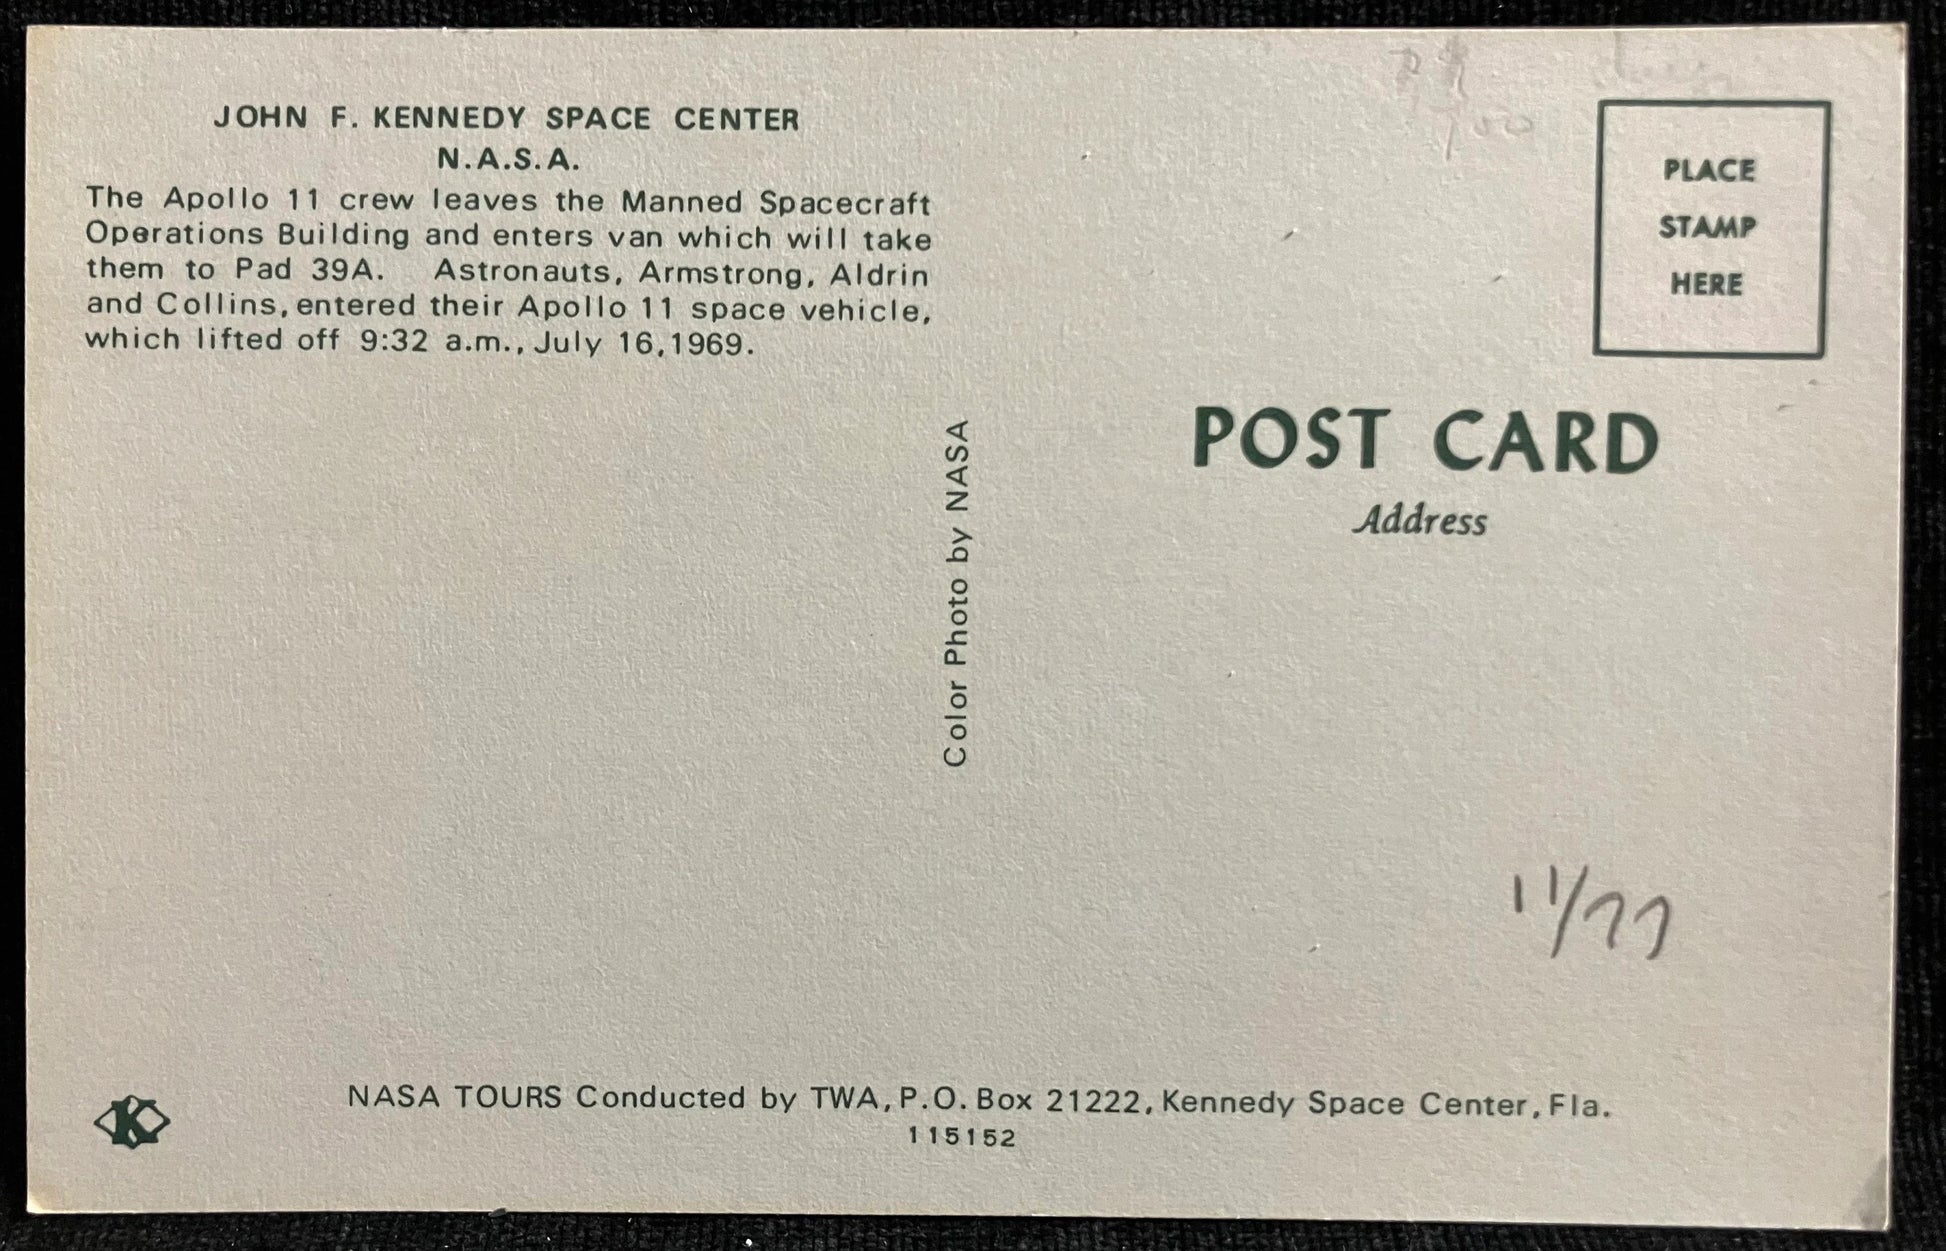 JOHN F. KENNEDY SPACE CENTER
N.A.S.A.
The Apollo 11 crew leaves the Manned Spacecraft
Operations Building and enters van which will take
them to Pad 39A. Astronauts, Armstrong, Aldrin
and Collins, entered their Apollo 11 space vehicle,
which lifted off 9:32 a.m., July 16, 1969.
Color Photo by NASA
PLACE
STAMP
HERE
POST CARD
Address
11/77
K
NASA TOURS Conducted by TWA, P.O. Box 21222, Kennedy Space Center, Fla.
115152